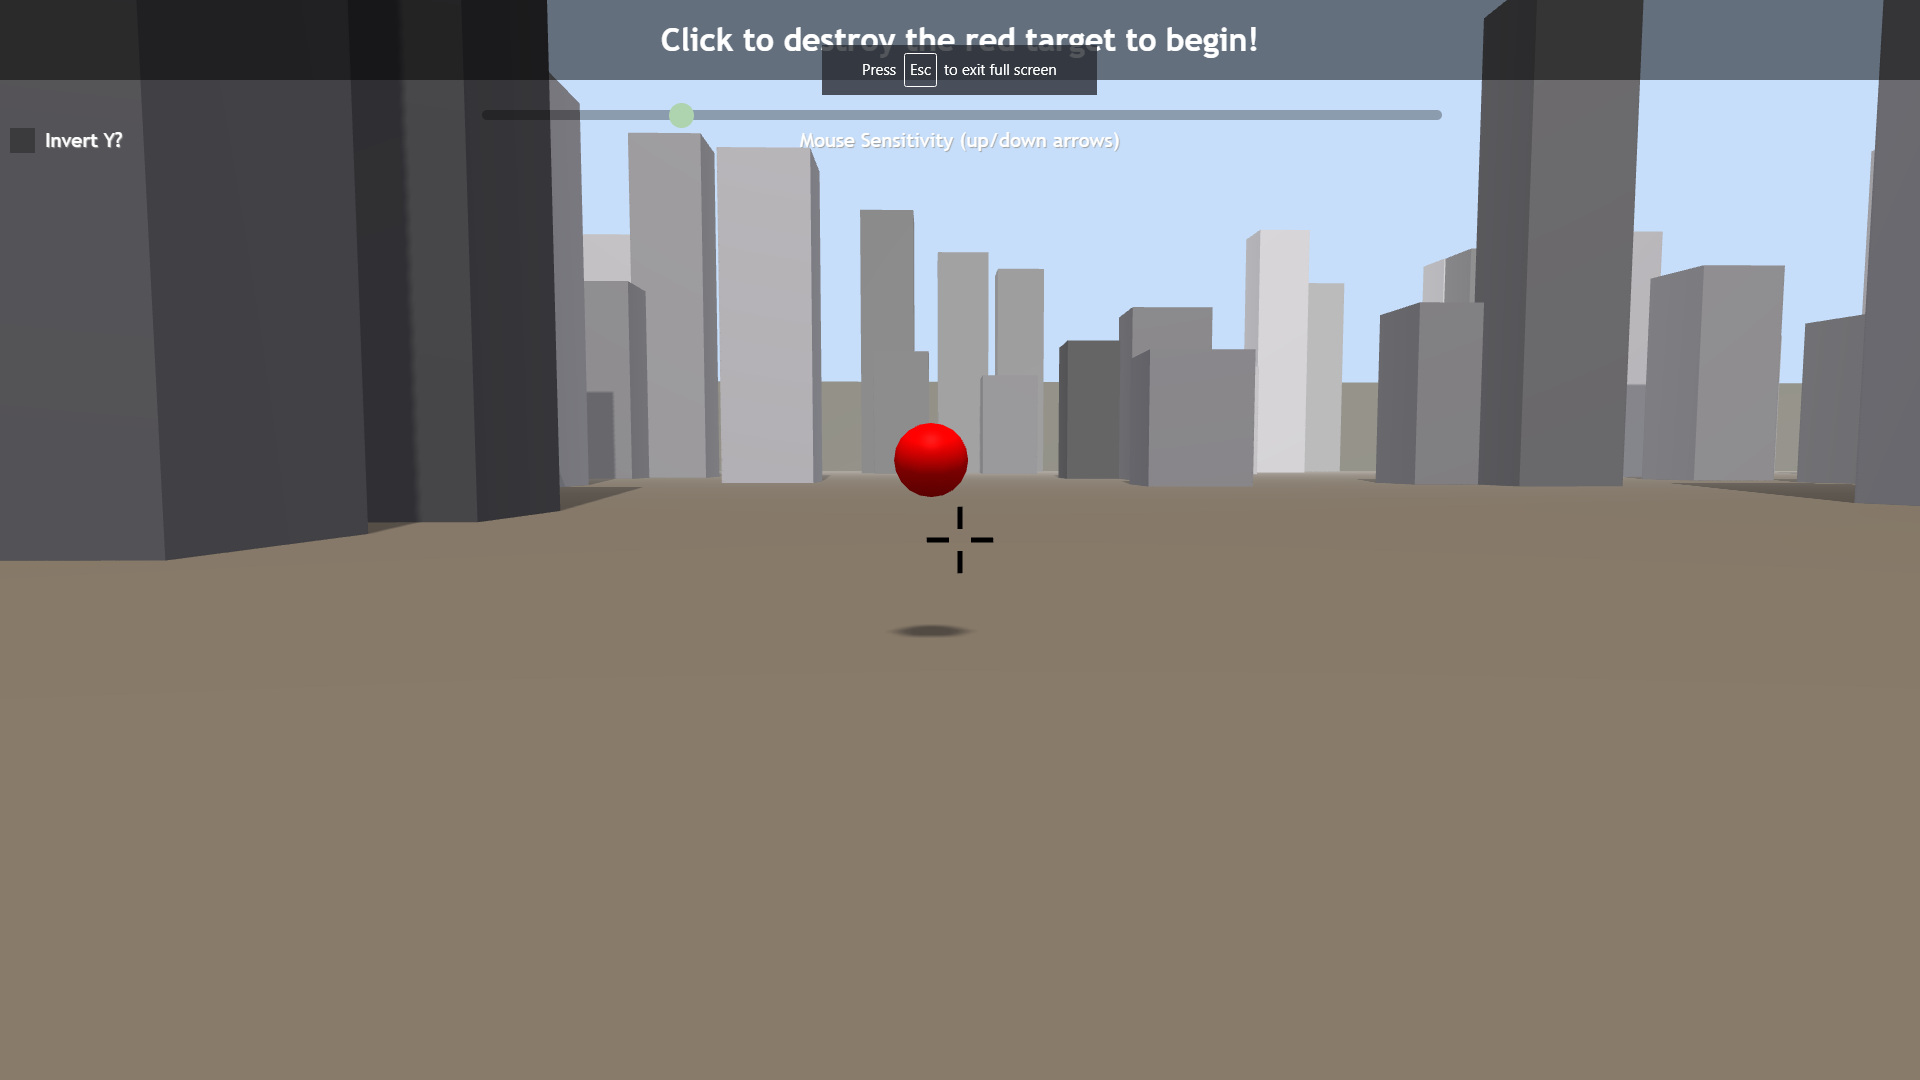 Click to destroy the red target to begin!
Press Esc to exit full screen
Invert Y?
Mouse Sensitivity (up/down arrows)